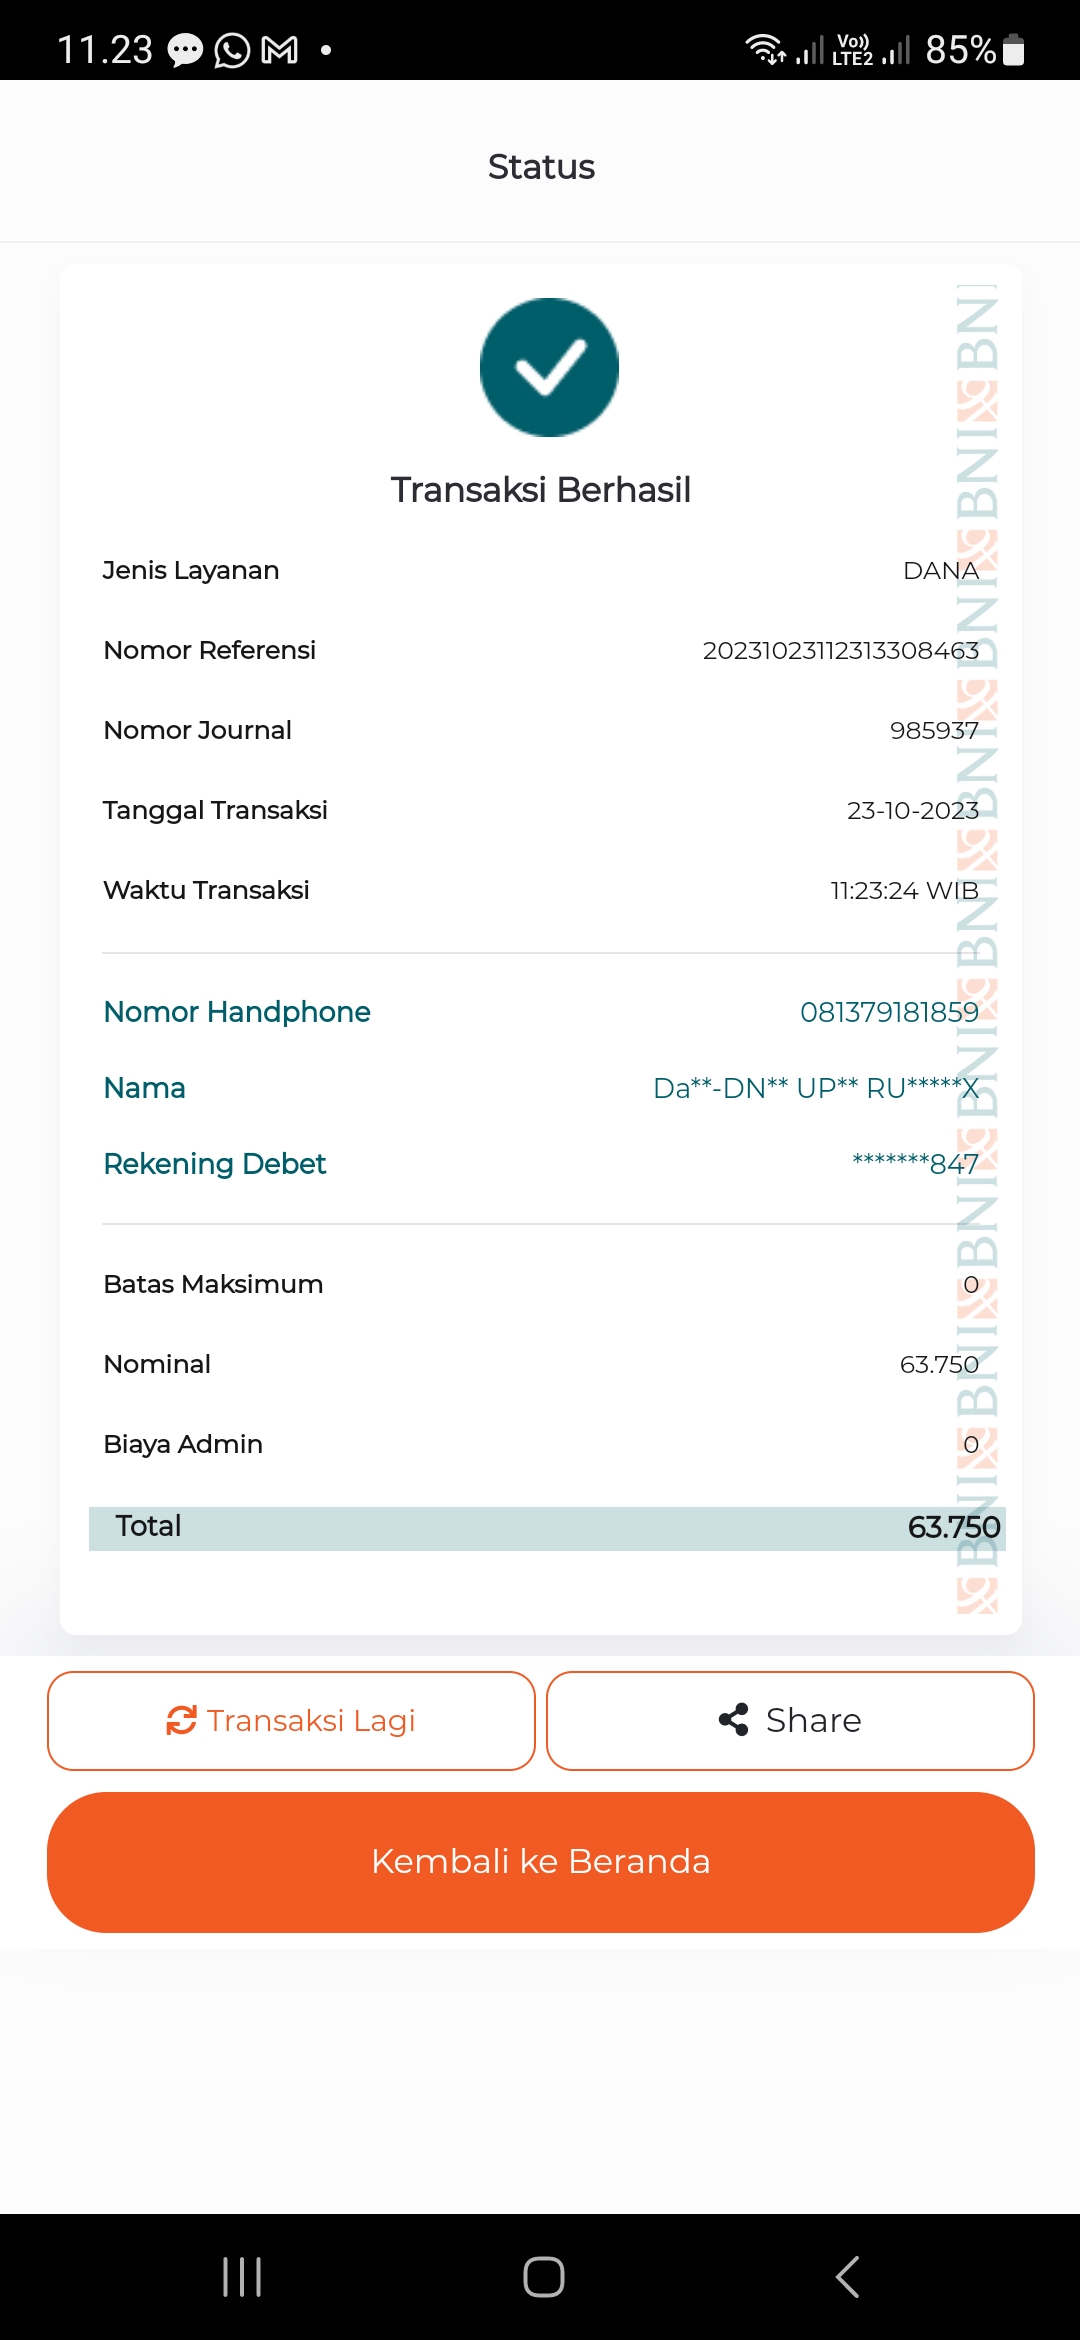 11.23
Vo)) LTE2 85%
Status
Transaksi Berhasil
Jenis Layanan DANA
Nomor Referensi 20231023112313308463
Nomor Journal 985937
Tanggal Transaksi 23-10-2023
Waktu Transaksi 11:23:24 WIB
Nomor Handphone 081379181859
Nama Da**-DN** UP** RU*****X
Rekening Debet *******847
Batas Maksimum 0
Nominal 63.750
Biaya Admin 0
Total 63.750
BNI BNI BNI BNI BNI BNI BNI BNI BNI
Transaksi Lagi
Share
Kembali ke Beranda